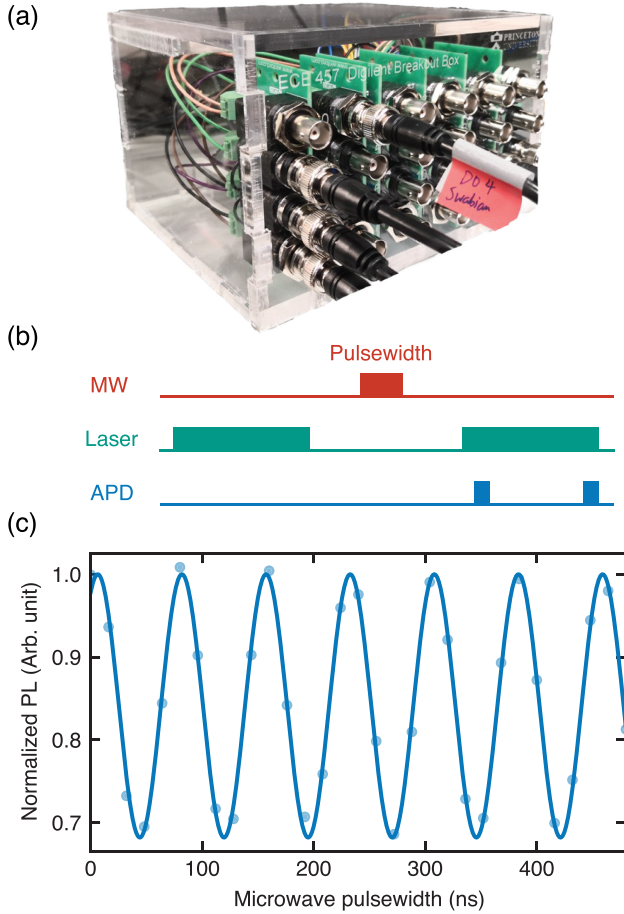 (a)
PRINCETON
UNIVERSITY
ECE 457 Digilent Breakout Box
DO 4
Swabian
(b)
Pulsewidth
MW
Laser
APD
(c)
1.0
0.9
0.8
0.7
Normalized PL (Arb. unit)
0
100
200
300
400
Microwave pulsewidth (ns)